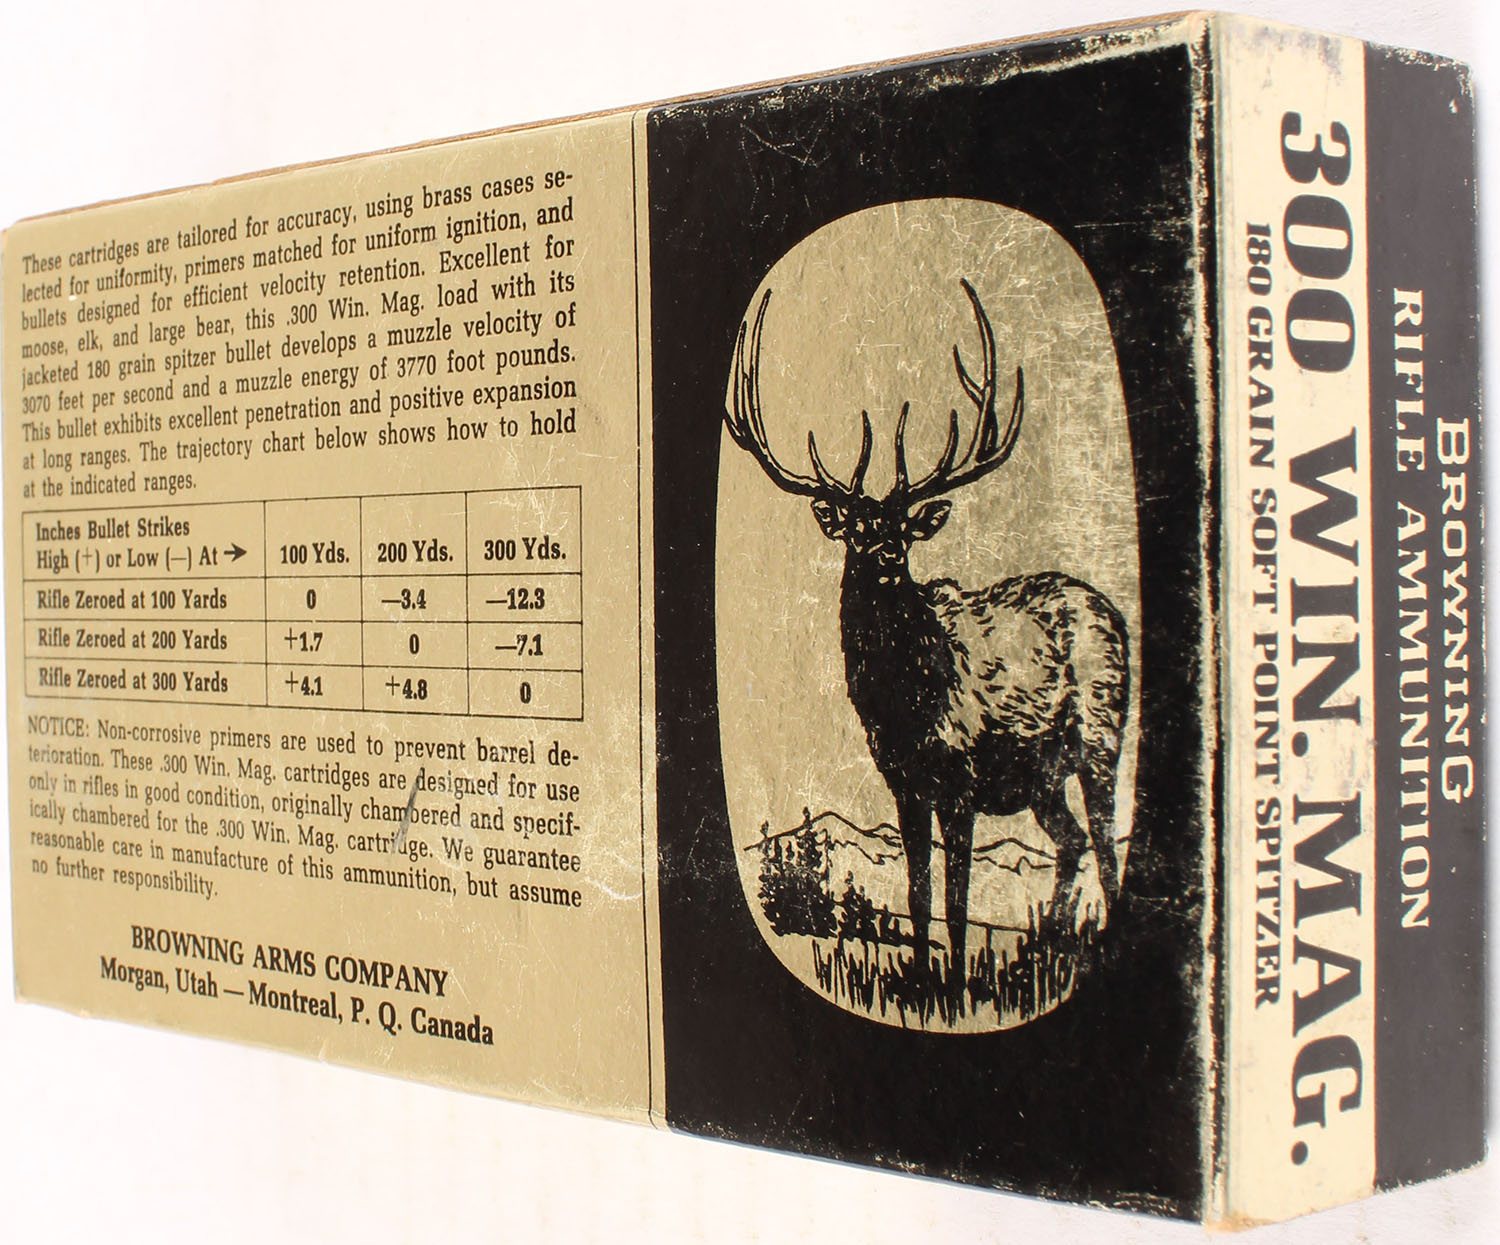 These cartridges are tailored for accuracy, using brass cases se-
lected for uniformity, primers matched for uniform ignition, and
bullets designed for efficient velocity retention. Excellent for
moose, elk, and large bear, this .300 Win. Mag. load with its
jacketed 180 grain spitzer bullet develops a muzzle velocity of
3070 feet per second and a muzzle energy of 3770 foot pounds.
This bullet exhibits excellent penetration and positive expansion
at long ranges. The trajectory chart below shows how to hold
at the indicated ranges.
Inches Bullet Strikes
High (+) or Low (—) At → 100 Yds. 200 Yds. 300 Yds.
Rifle Zeroed at 100 Yards 0 —3.4 —12.3
Rifle Zeroed at 200 Yards +1.7 0 —7.1
Rifle Zeroed at 300 Yards +4.1 +4.8 0
NOTICE: Non-corrosive primers are used to prevent barrel de-
terioration. These .300 Win. Mag. cartridges are designed for use
only in rifles in good condition, originally chambered and specif-
ically chambered for the .300 Win. Mag. cartridge. We guarantee
reasonable care in manufacture of this ammunition, but assume
no further responsibility.
BROWNING ARMS COMPANY
Morgan, Utah — Montreal, P. Q. Canada
BROWNING
RIFLE AMMUNITION
300 WIN. MAG.
180 GRAIN SOFT POINT SPITZER